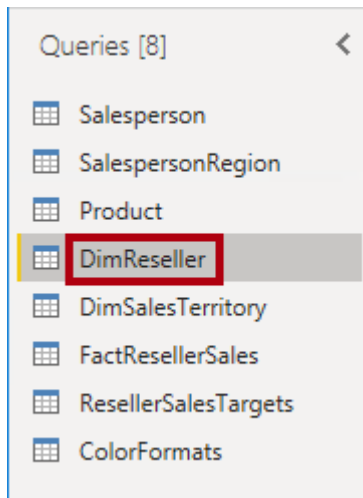 Queries [8]
Salesperson
SalespersonRegion
Product
DimReseller
DimSalesTerritory
FactResellerSales
ResellerSalesTargets
ColorFormats